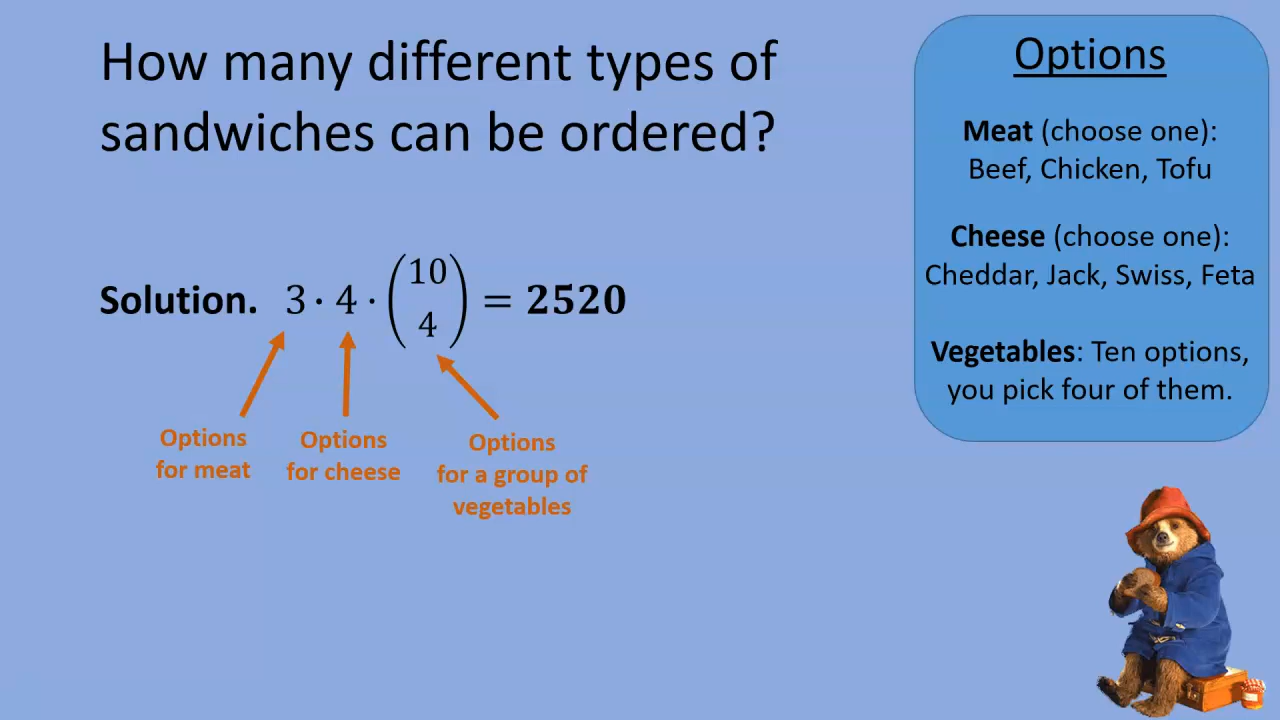 How many different types of
sandwiches can be ordered?
Solution. 3 · 4 · (10 4) = 2520
Options
for meat
Options
for cheese
Options
for a group of
vegetables
Options
Meat (choose one):
Beef, Chicken, Tofu
Cheese (choose one):
Cheddar, Jack, Swiss, Feta
Vegetables: Ten options,
you pick four of them.